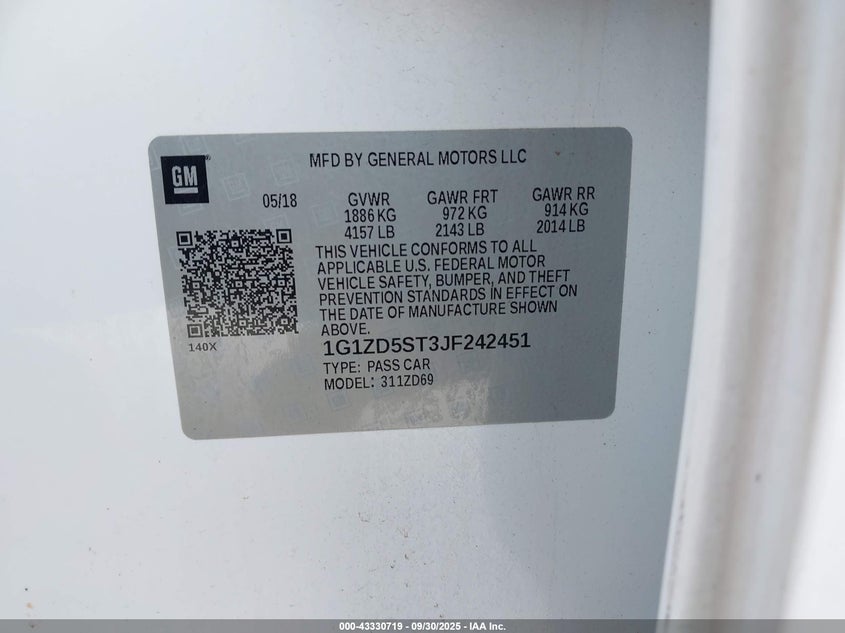 GM
MFD BY GENERAL MOTORS LLC
05/18 GVWR GAWR FRT GAWR RR
1886 KG 972 KG 914 KG
4157 LB 2143 LB 2014 LB
THIS VEHICLE CONFORMS TO ALL
APPLICABLE U.S. FEDERAL MOTOR
VEHICLE SAFETY, BUMPER, AND THEFT
PREVENTION STANDARDS IN EFFECT ON
THE DATE OF MANUFACTURE SHOWN
ABOVE.
140X 1G1ZD5ST3JF242451
TYPE: PASS CAR
MODEL: 311ZD69
000-43330719 - 09/30/2025 - IAA Inc.